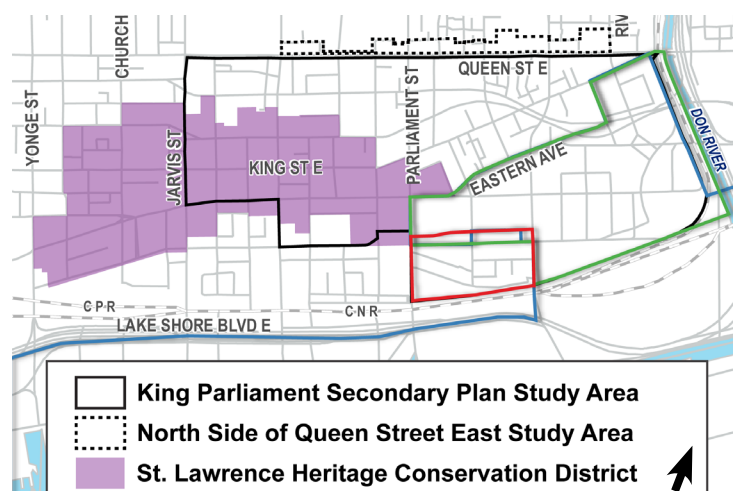 CHURCH
RIV
QUEEN ST E
YONGE ST
PARLIAMENT ST
DON RIVER
JARVIS ST
KING ST E
EASTERN AVE
C P R
C N R
LAKE SHORE BLVD E
King Parliament Secondary Plan Study Area
North Side of Queen Street East Study Area
St. Lawrence Heritage Conservation District